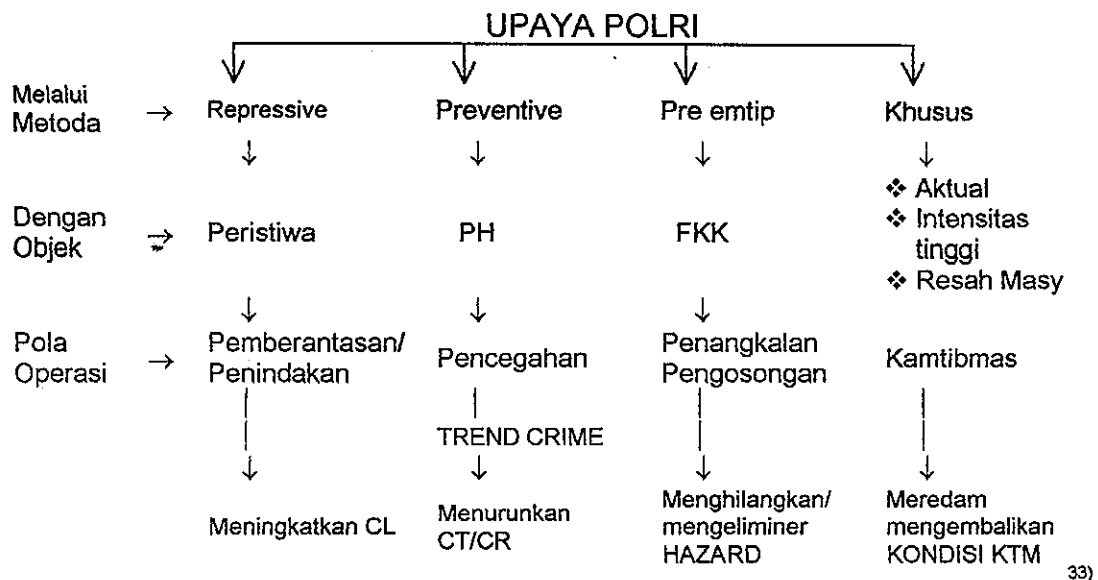 UPAYA POLRI
Melalui
Metoda → Repressive Preventive Pre emtip Khusus
Dengan
Objek → Peristiwa PH FKK
❖ Aktual
❖ Intensitas
tinggi
❖ Resah Masy
Pola
Operasi →
Pemberantasan/
Penindakan
Pencegahan
Penangkalan
Pengosongan
Kamtibmas
TREND CRIME
Meningkatkan CL
Menurunkan
CT/CR
Menghilangkan/
mengeliminer
HAZARD
Meredam
mengembalikan
KONDISI KTM
33)